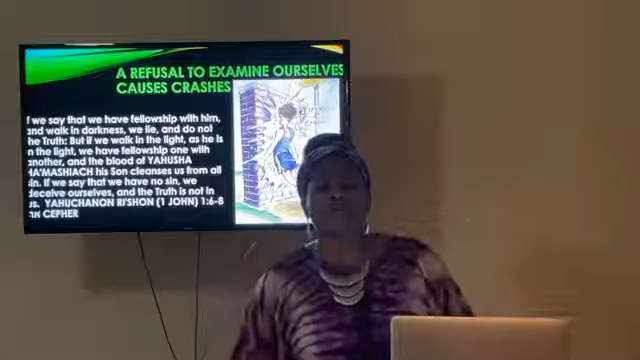 A REFUSAL TO EXAMINE OURSELVES
CAUSES CRASHES
f we say that we have fellowship with him,
and walk in darkness, we lie, and do not
he Truth: But if we walk in the light, as he is
n the light, we have fellowship one with
another, and the blood of YAHUSHA
HA'MASHIACH his Son cleanses us from all
in. If we say that we have no sin, we
deceive ourselves, and the Truth is not in
us. YAHUCHANON RI'SHON (1 JOHN) 1:6-8
CEPHER